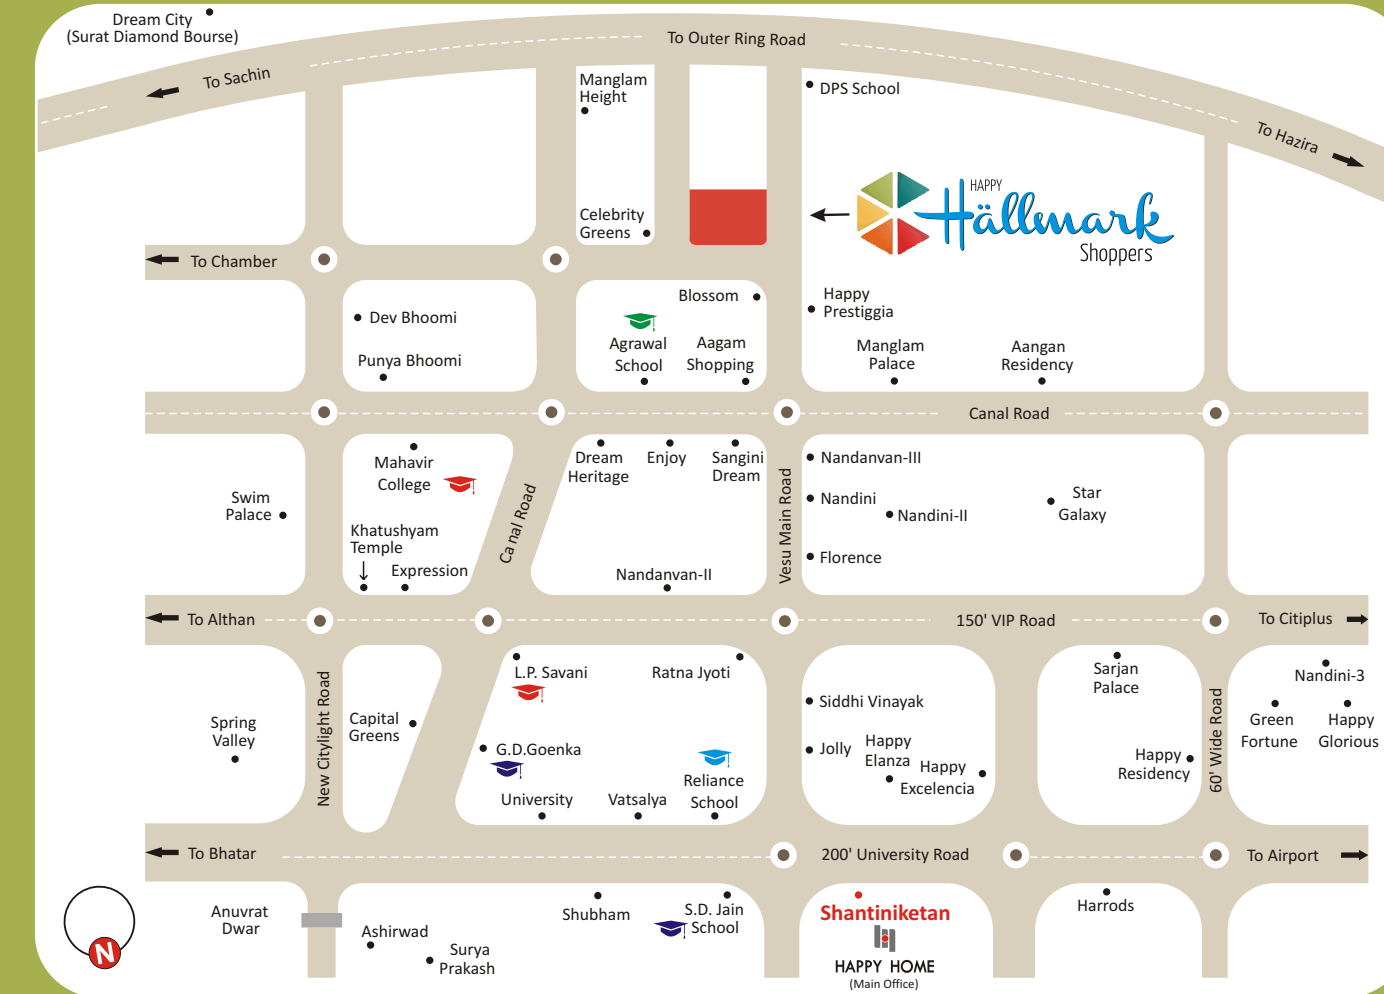 Dream City
(Surat Diamond Bourse)
To Outer Ring Road
To Sachin
To Hazira
Manglam
Height
DPS School
HAPPY
Hällmark
Shoppers
Celebrity
Greens
To Chamber
Dev Bhoomi
Punya Bhoomi
Blossom
Agrawal
School
Aagam
Shopping
Happy
Prestiggia
Manglam
Palace
Aangan
Residency
Canal Road
Mahavir
College
Dream
Heritage
Enjoy
Sangini
Dream
Nandanvan-III
Swim
Palace
Khatushyam
Temple
Expression
Ca nal Road
Nandanvan-II
Vesu Main Road
Nandini
Nandini-II
Star
Galaxy
Florence
To Althan
150' VIP Road
To Citiplus
New Citylight Road
Spring
Valley
Capital
Greens
L.P. Savani
Ratna Jyoti
G.D.Goenka
University
Vatsalya
Reliance
School
Siddhi Vinayak
Jolly
Happy
Elanza
Happy
Excelencia
Sarjan
Palace
Happy
Residency
60' Wide Road
Nandini-3
Green
Fortune
Happy
Glorious
To Bhatar
200' University Road
To Airport
N
Anuvrat
Dwar
Ashirwad
Surya
Prakash
Shubham
S.D. Jain
School
Shantiniketan
HAPPY HOME
(Main Office)
Harrods